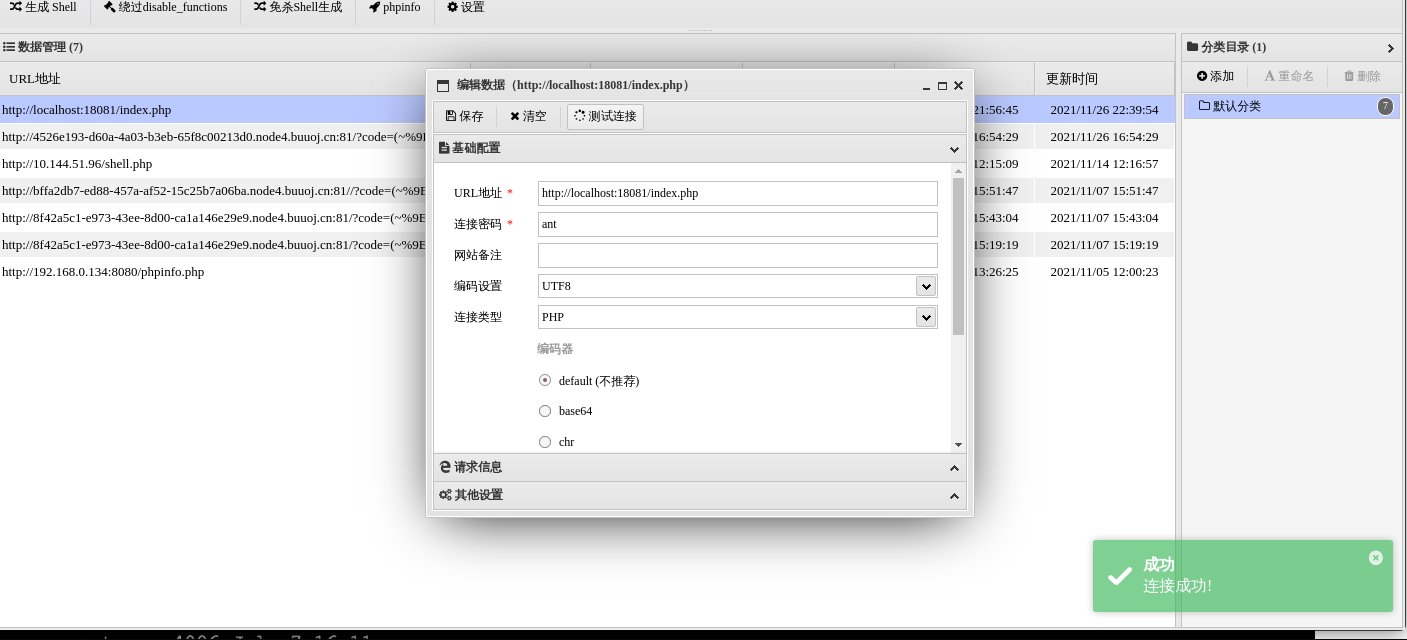 生成 Shell 绕过disable_functions 免杀Shell生成 phpinfo 设置
数据管理 (7) 分类目录 (1)
URL地址 更新时间 添加 重命名 删除
http://localhost:18081/index.php 21:56:45 2021/11/26 22:39:54 默认分类 7
http://4526e193-d60a-4a03-b3eb-65f8c00213d0.node4.buuoj.cn:81/?code=(~%9 16:54:29 2021/11/26 16:54:29
http://10.144.51.96/shell.php 12:15:09 2021/11/14 12:16:57
http://bffa2db7-ed88-457a-af52-15c25b7a06ba.node4.buuoj.cn:81//?code=(~%9E 15:51:47 2021/11/07 15:51:47
http://8f42a5c1-e973-43ee-8d00-ca1a146e29e9.node4.buuoj.cn:81/?code=(~%9E 15:43:04 2021/11/07 15:43:04
http://8f42a5c1-e973-43ee-8d00-ca1a146e29e9.node4.buuoj.cn:81/?code=(~%9E 15:19:19 2021/11/07 15:19:19
http://192.168.0.134:8080/phpinfo.php 13:26:25 2021/11/05 12:00:23
编辑数据（http://localhost:18081/index.php）
保存 清空 测试连接
基础配置
URL地址 * http://localhost:18081/index.php
连接密码 * ant
网站备注
编码设置 UTF8
连接类型 PHP
编码器
default (不推荐)
base64
chr
请求信息
其他设置
成功
连接成功!